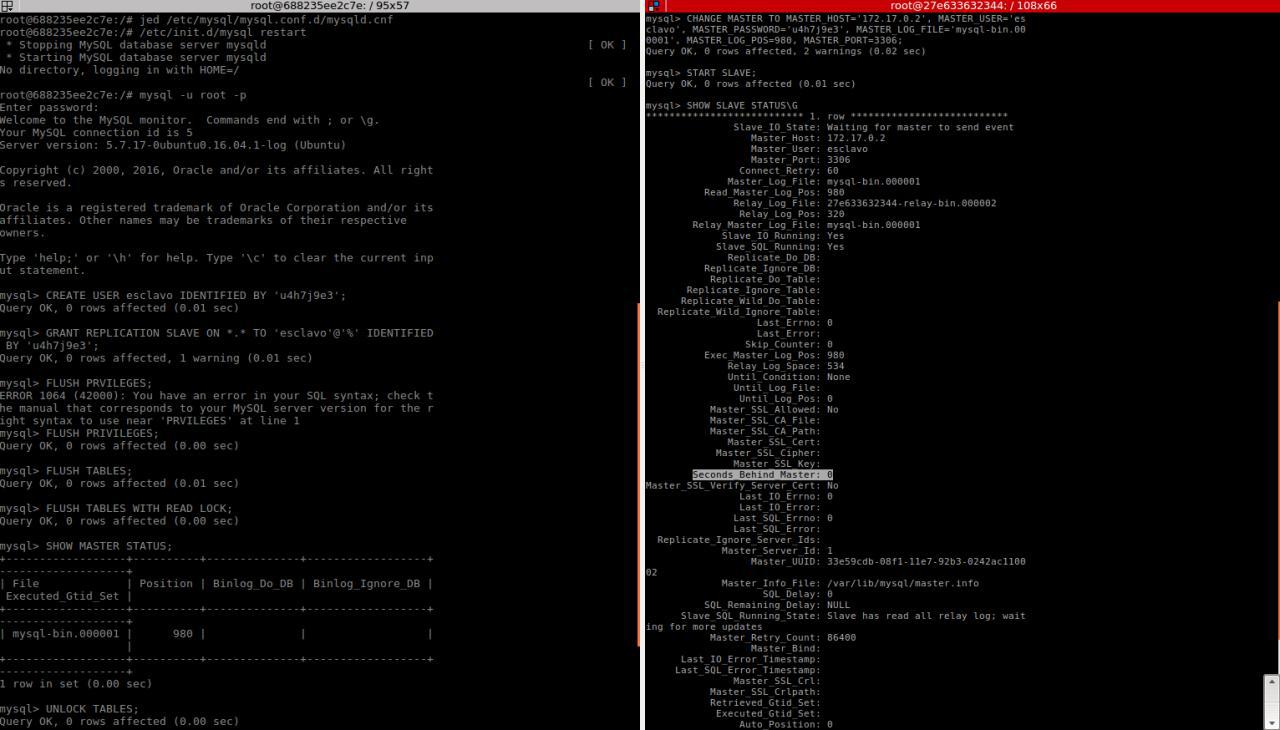 root@688235ee2c7e: / 95x57
root@688235ee2c7e:/# jed /etc/mysql/mysql.conf.d/mysqld.cnf
root@688235ee2c7e:/# /etc/init.d/mysql restart
 * Stopping MySQL database server mysqld [ OK ]
 * Starting MySQL database server mysqld
No directory, logging in with HOME=/
[ OK ]
root@688235ee2c7e:/# mysql -u root -p
Enter password:
Welcome to the MySQL monitor.  Commands end with ; or \g.
Your MySQL connection id is 5
Server version: 5.7.17-0ubuntu0.16.04.1-log (Ubuntu)
Copyright (c) 2000, 2016, Oracle and/or its affiliates. All right
s reserved.
Oracle is a registered trademark of Oracle Corporation and/or its
affiliates. Other names may be trademarks of their respective
owners.
Type 'help;' or '\h' for help. Type '\c' to clear the current inp
ut statement.
mysql> CREATE USER esclavo IDENTIFIED BY 'u4h7j9e3';
Query OK, 0 rows affected (0.01 sec)
mysql> GRANT REPLICATION SLAVE ON *.* TO 'esclavo'@'%' IDENTIFIED
 BY 'u4h7j9e3';
Query OK, 0 rows affected, 1 warning (0.01 sec)
mysql> FLUSH PRVILEGES;
ERROR 1064 (42000): You have an error in your SQL syntax; check t
he manual that corresponds to your MySQL server version for the r
ight syntax to use near 'PRVILEGES' at line 1
mysql> FLUSH PRIVILEGES;
Query OK, 0 rows affected (0.00 sec)
mysql> FLUSH TABLES;
Query OK, 0 rows affected (0.01 sec)
mysql> FLUSH TABLES WITH READ LOCK;
Query OK, 0 rows affected (0.00 sec)
mysql> SHOW MASTER STATUS;
+------------------+----------+--------------+------------------+
-------------------+
| File             | Position | Binlog_Do_DB | Binlog_Ignore_DB |
 Executed_Gtid_Set |
+------------------+----------+--------------+------------------+
-------------------+
| mysql-bin.000001 |      980 |              |                  |
                   |
+------------------+----------+--------------+------------------+
-------------------+
1 row in set (0.00 sec)
mysql> UNLOCK TABLES;
Query OK, 0 rows affected (0.00 sec)
root@27e633632344: / 108x66
mysql> CHANGE MASTER TO MASTER_HOST='172.17.0.2', MASTER_USER='es
clavo', MASTER_PASSWORD='u4h7j9e3', MASTER_LOG_FILE='mysql-bin.00
0001', MASTER_LOG_POS=980, MASTER_PORT=3306;
Query OK, 0 rows affected, 2 warnings (0.02 sec)
mysql> START SLAVE;
Query OK, 0 rows affected (0.01 sec)
mysql> SHOW SLAVE STATUS\G
*************************** 1. row ***************************
Slave_IO_State: Waiting for master to send event
Master_Host: 172.17.0.2
Master_User: esclavo
Master_Port: 3306
Connect_Retry: 60
Master_Log_File: mysql-bin.000001
Read_Master_Log_Pos: 980
Relay_Log_File: 27e633632344-relay-bin.000002
Relay_Log_Pos: 320
Relay_Master_Log_File: mysql-bin.000001
Slave_IO_Running: Yes
Slave_SQL_Running: Yes
Replicate_Do_DB:
Replicate_Ignore_DB:
Replicate_Do_Table:
Replicate_Ignore_Table:
Replicate_Wild_Do_Table:
Replicate_Wild_Ignore_Table:
Last_Errno: 0
Last_Error:
Skip_Counter: 0
Exec_Master_Log_Pos: 980
Relay_Log_Space: 534
Until_Condition: None
Until_Log_File:
Until_Log_Pos: 0
Master_SSL_Allowed: No
Master_SSL_CA_File:
Master_SSL_CA_Path:
Master_SSL_Cert:
Master_SSL_Cipher:
Master_SSL_Key:
Seconds_Behind_Master: 0
Master_SSL_Verify_Server_Cert: No
Last_IO_Errno: 0
Last_IO_Error:
Last_SQL_Errno: 0
Last_SQL_Error:
Replicate_Ignore_Server_Ids:
Master_Server_Id: 1
Master_UUID: 33e59cdb-08f1-11e7-92b3-0242ac1100
02
Master_Info_File: /var/lib/mysql/master.info
SQL_Delay: 0
SQL_Remaining_Delay: NULL
Slave_SQL_Running_State: Slave has read all relay log; wait
ing for more updates
Master_Retry_Count: 86400
Master_Bind:
Last_IO_Error_Timestamp:
Last_SQL_Error_Timestamp:
Master_SSL_Crl:
Master_SSL_Crlpath:
Retrieved_Gtid_Set:
Executed_Gtid_Set:
Auto_Position: 0